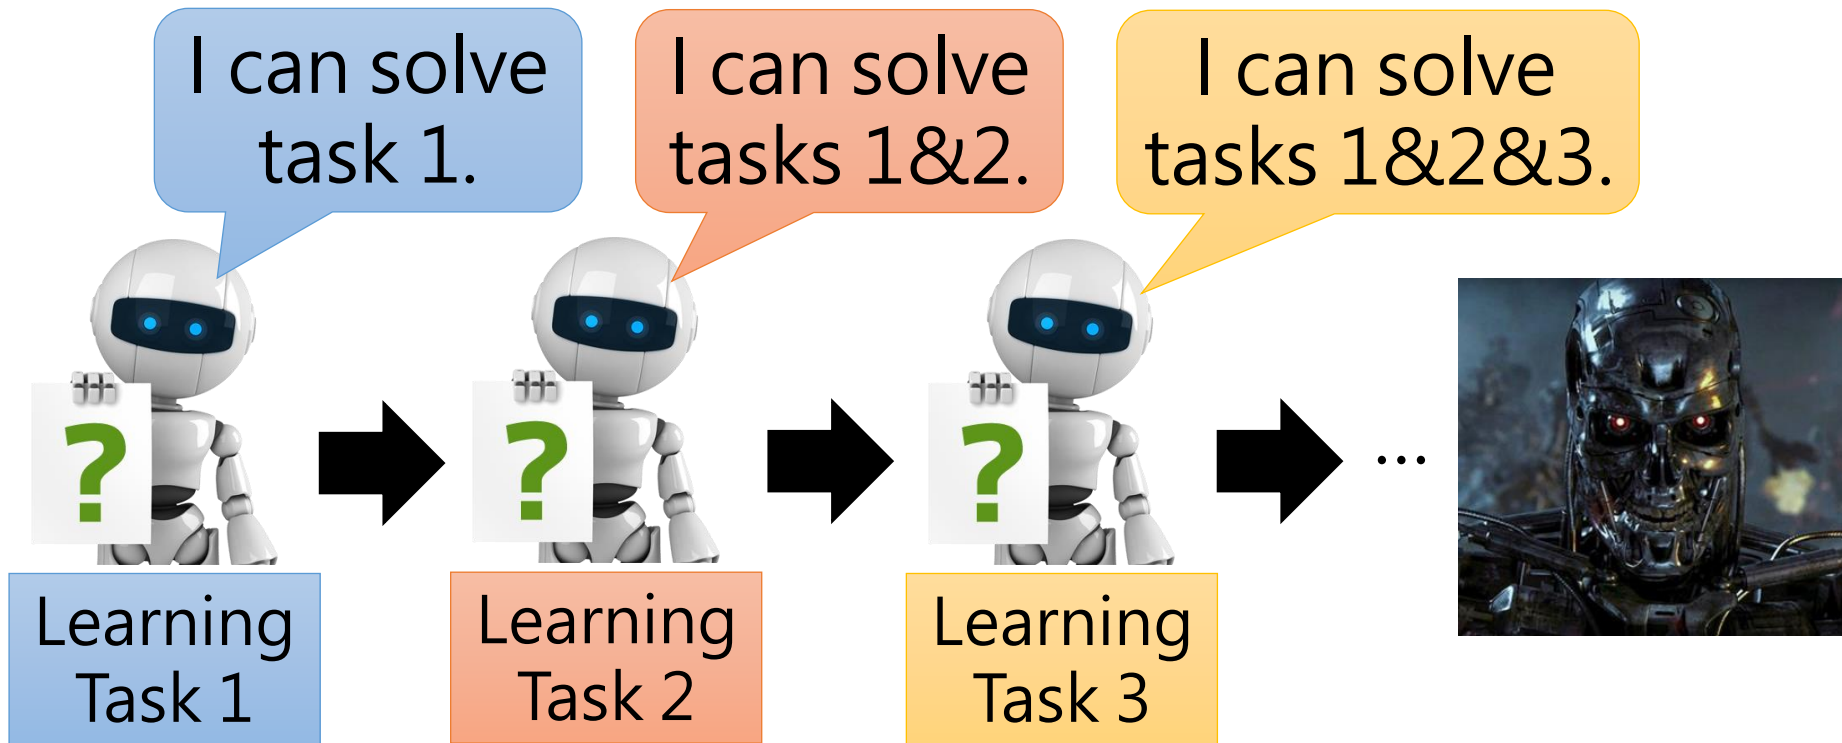 I can solve
task 1.
I can solve
tasks 1&2.
I can solve
tasks 1&2&3.
?
?
?
...
Learning
Task 1
Learning
Task 2
Learning
Task 3